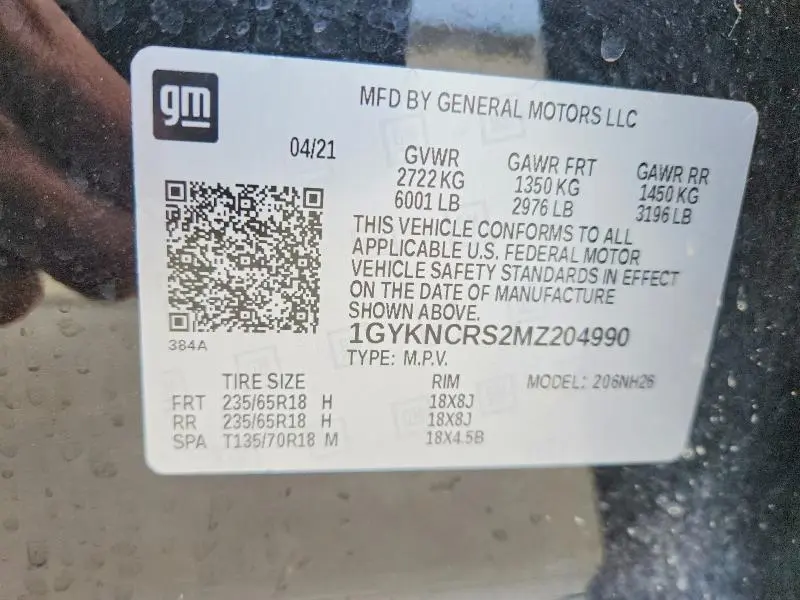 gm
MFD BY GENERAL MOTORS LLC
04/21
GVWR GAWR FRT GAWR RR
2722 KG 1350 KG 1450 KG
6001 LB 2976 LB 3196 LB
THIS VEHICLE CONFORMS TO ALL
APPLICABLE U.S. FEDERAL MOTOR
VEHICLE SAFETY STANDARDS IN EFFECT
ON THE DATE OF MANUFACTURE
SHOWN ABOVE.
1GYKNCRS2MZ204990
384A
TYPE: M.P.V.
TIRE SIZE RIM MODEL: 206NH26
FRT 235/65R18 H 18X8J
RR 235/65R18 H 18X8J
SPA T135/70R18 M 18X4.5B